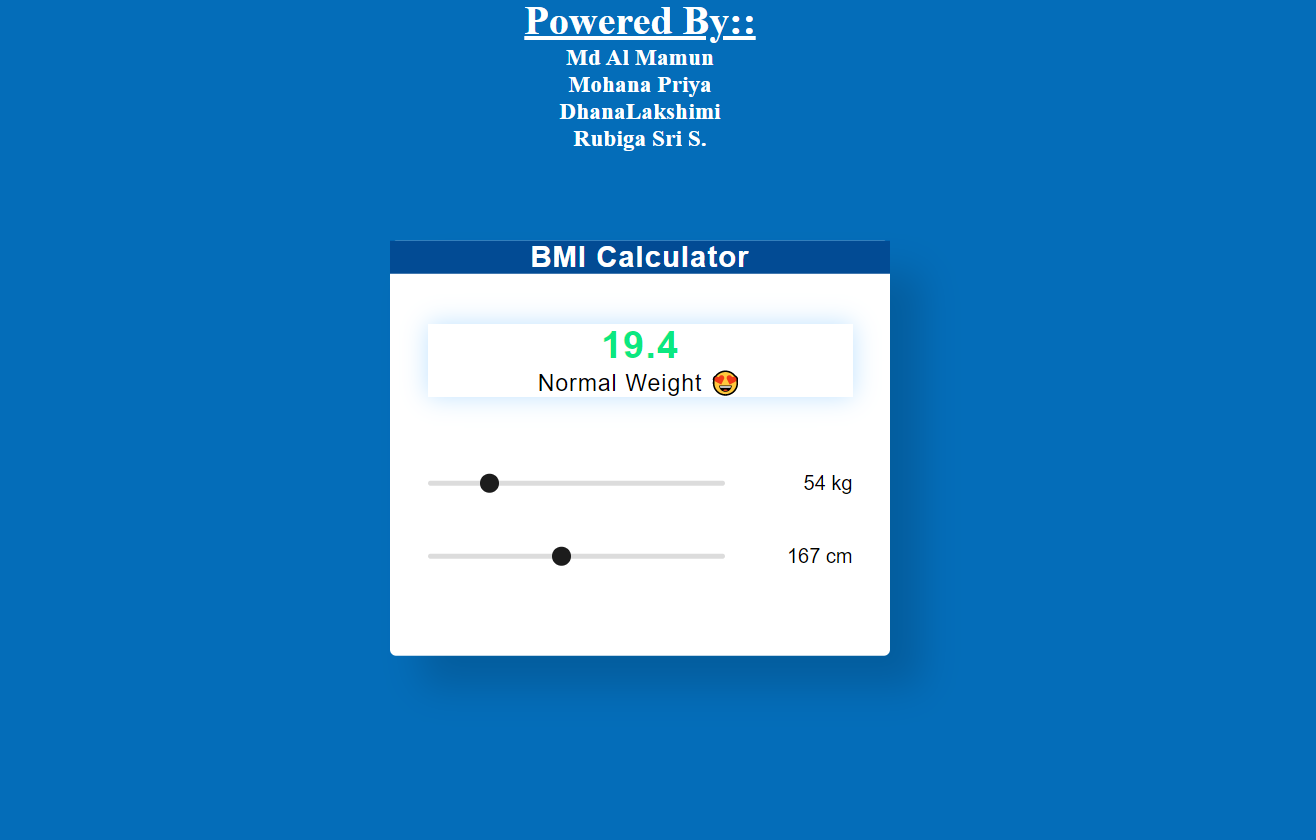 Powered By::
Md Al Mamun
Mohana Priya
DhanaLakshimi
Rubiga Sri S.
BMI Calculator
19.4
Normal Weight 😍
54 kg
167 cm